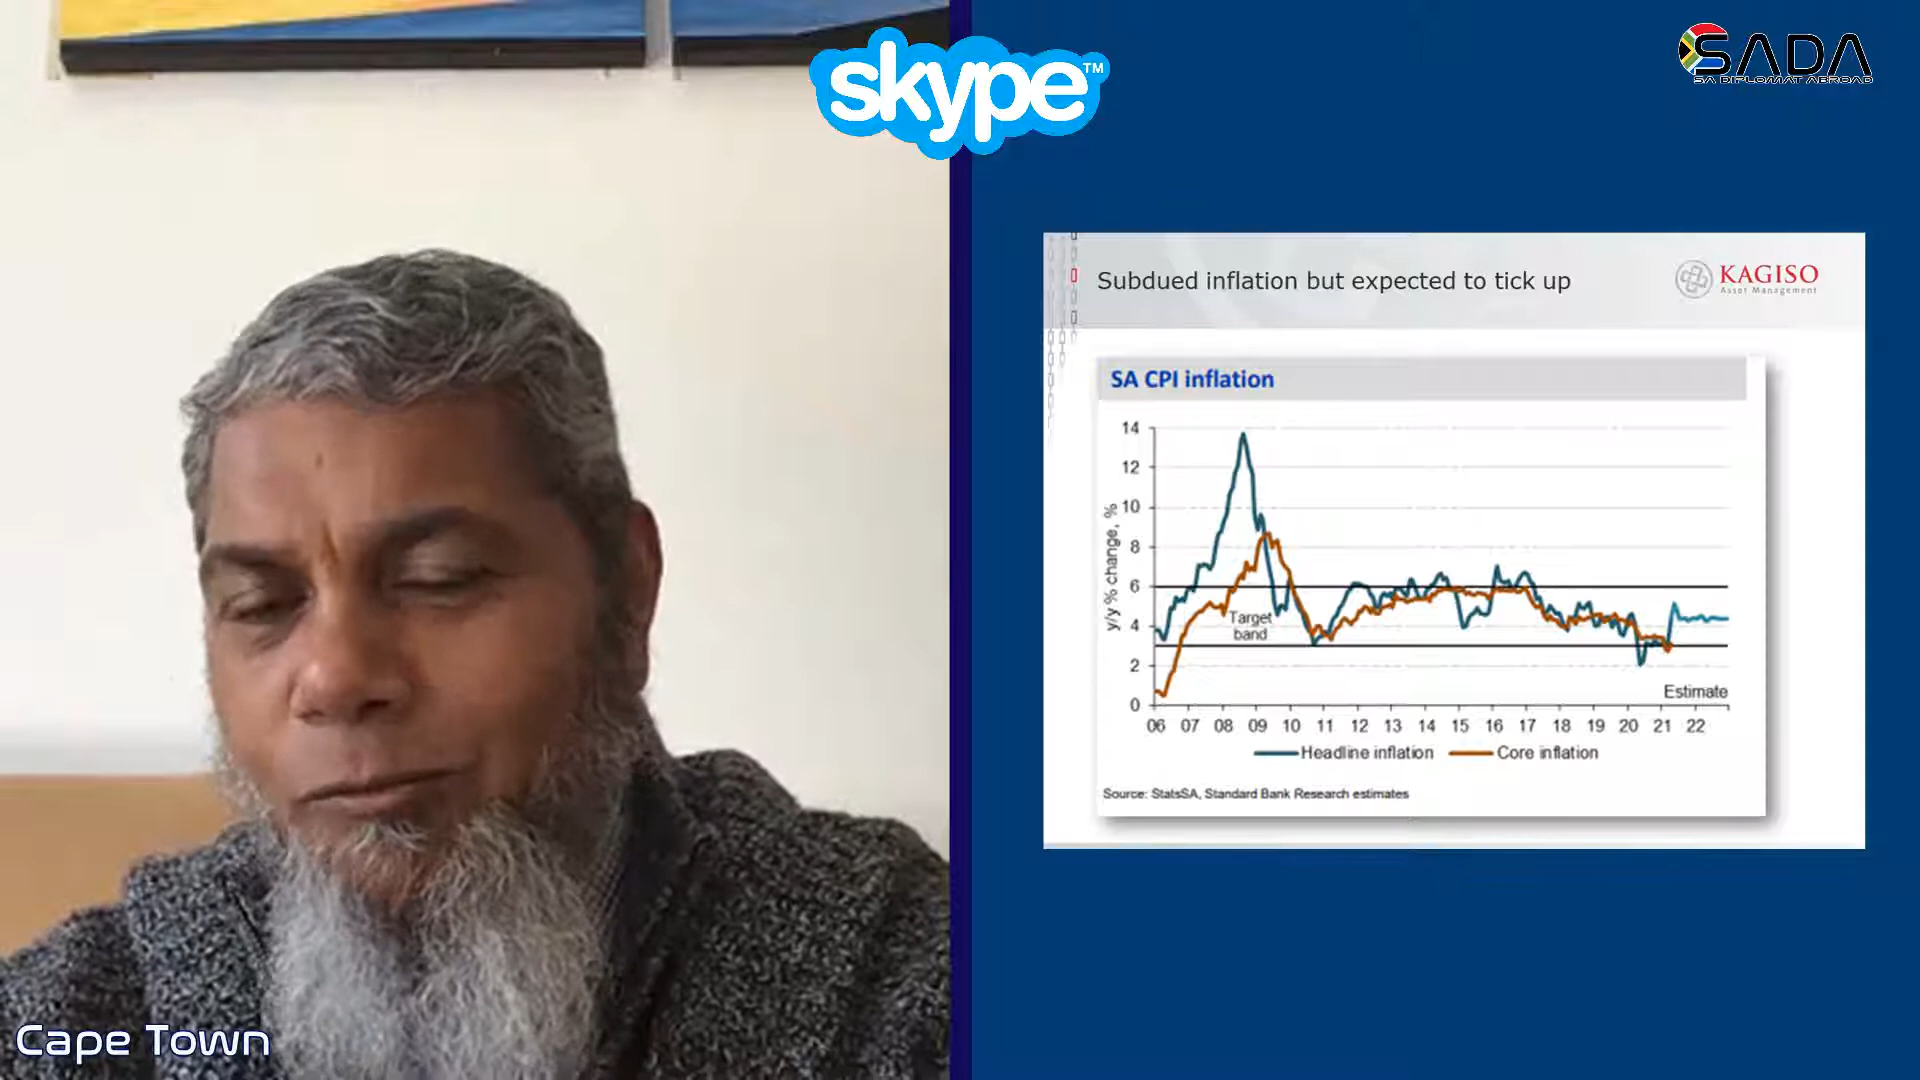 skype™
SADA
SA DIPLOMAT ABROAD
Subdued inflation but expected to tick up
KAGISO
Asset Management
SA CPI inflation
y/y % change, %
14
12
10
8
6
4
2
0
Target
band
Estimate
06 07 08 09 10 11 12 13 14 15 16 17 18 19 20 21 22
Headline inflation Core inflation
Source: StatsSA, Standard Bank Research estimates
Cape Town